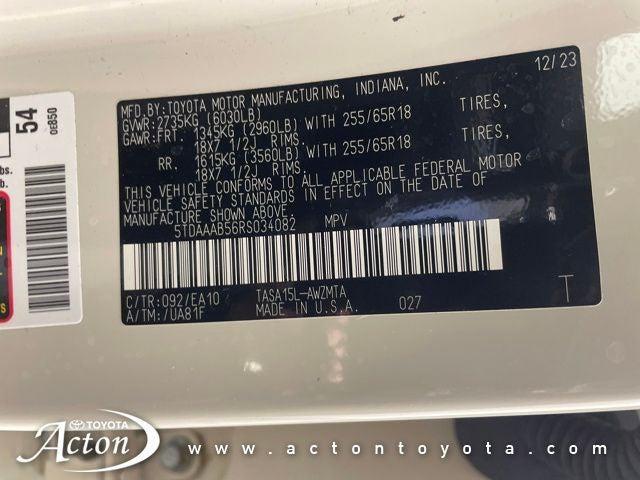 12/23
MFD.BY:TOYOTA MOTOR MANUFACTURING, INDIANA, INC.
GVWR:2735KG (6030LB)
GAWR:FRT. 1345KG (2960LB) WITH 255/65R18 TIRES,
18X7 1/2J RIMS.
RR. 1615KG (3560LB) WITH 255/65R18 TIRES,
18X7 1/2J RIMS.
THIS VEHICLE CONFORMS TO ALL APPLICABLE FEDERAL MOTOR
VEHICLE SAFETY STANDARDS IN EFFECT ON THE DATE OF
MANUFACTURE SHOWN ABOVE.
5TDAAAB56RS034082 MPV
C/TR:092/EA10 TASA15L-AWZMTA
A/TM:/UA81F MADE IN U.S.A. 027 T
54
0E850
lbs.
lb.
TOYOTA
Acton
www.actontoyota.com